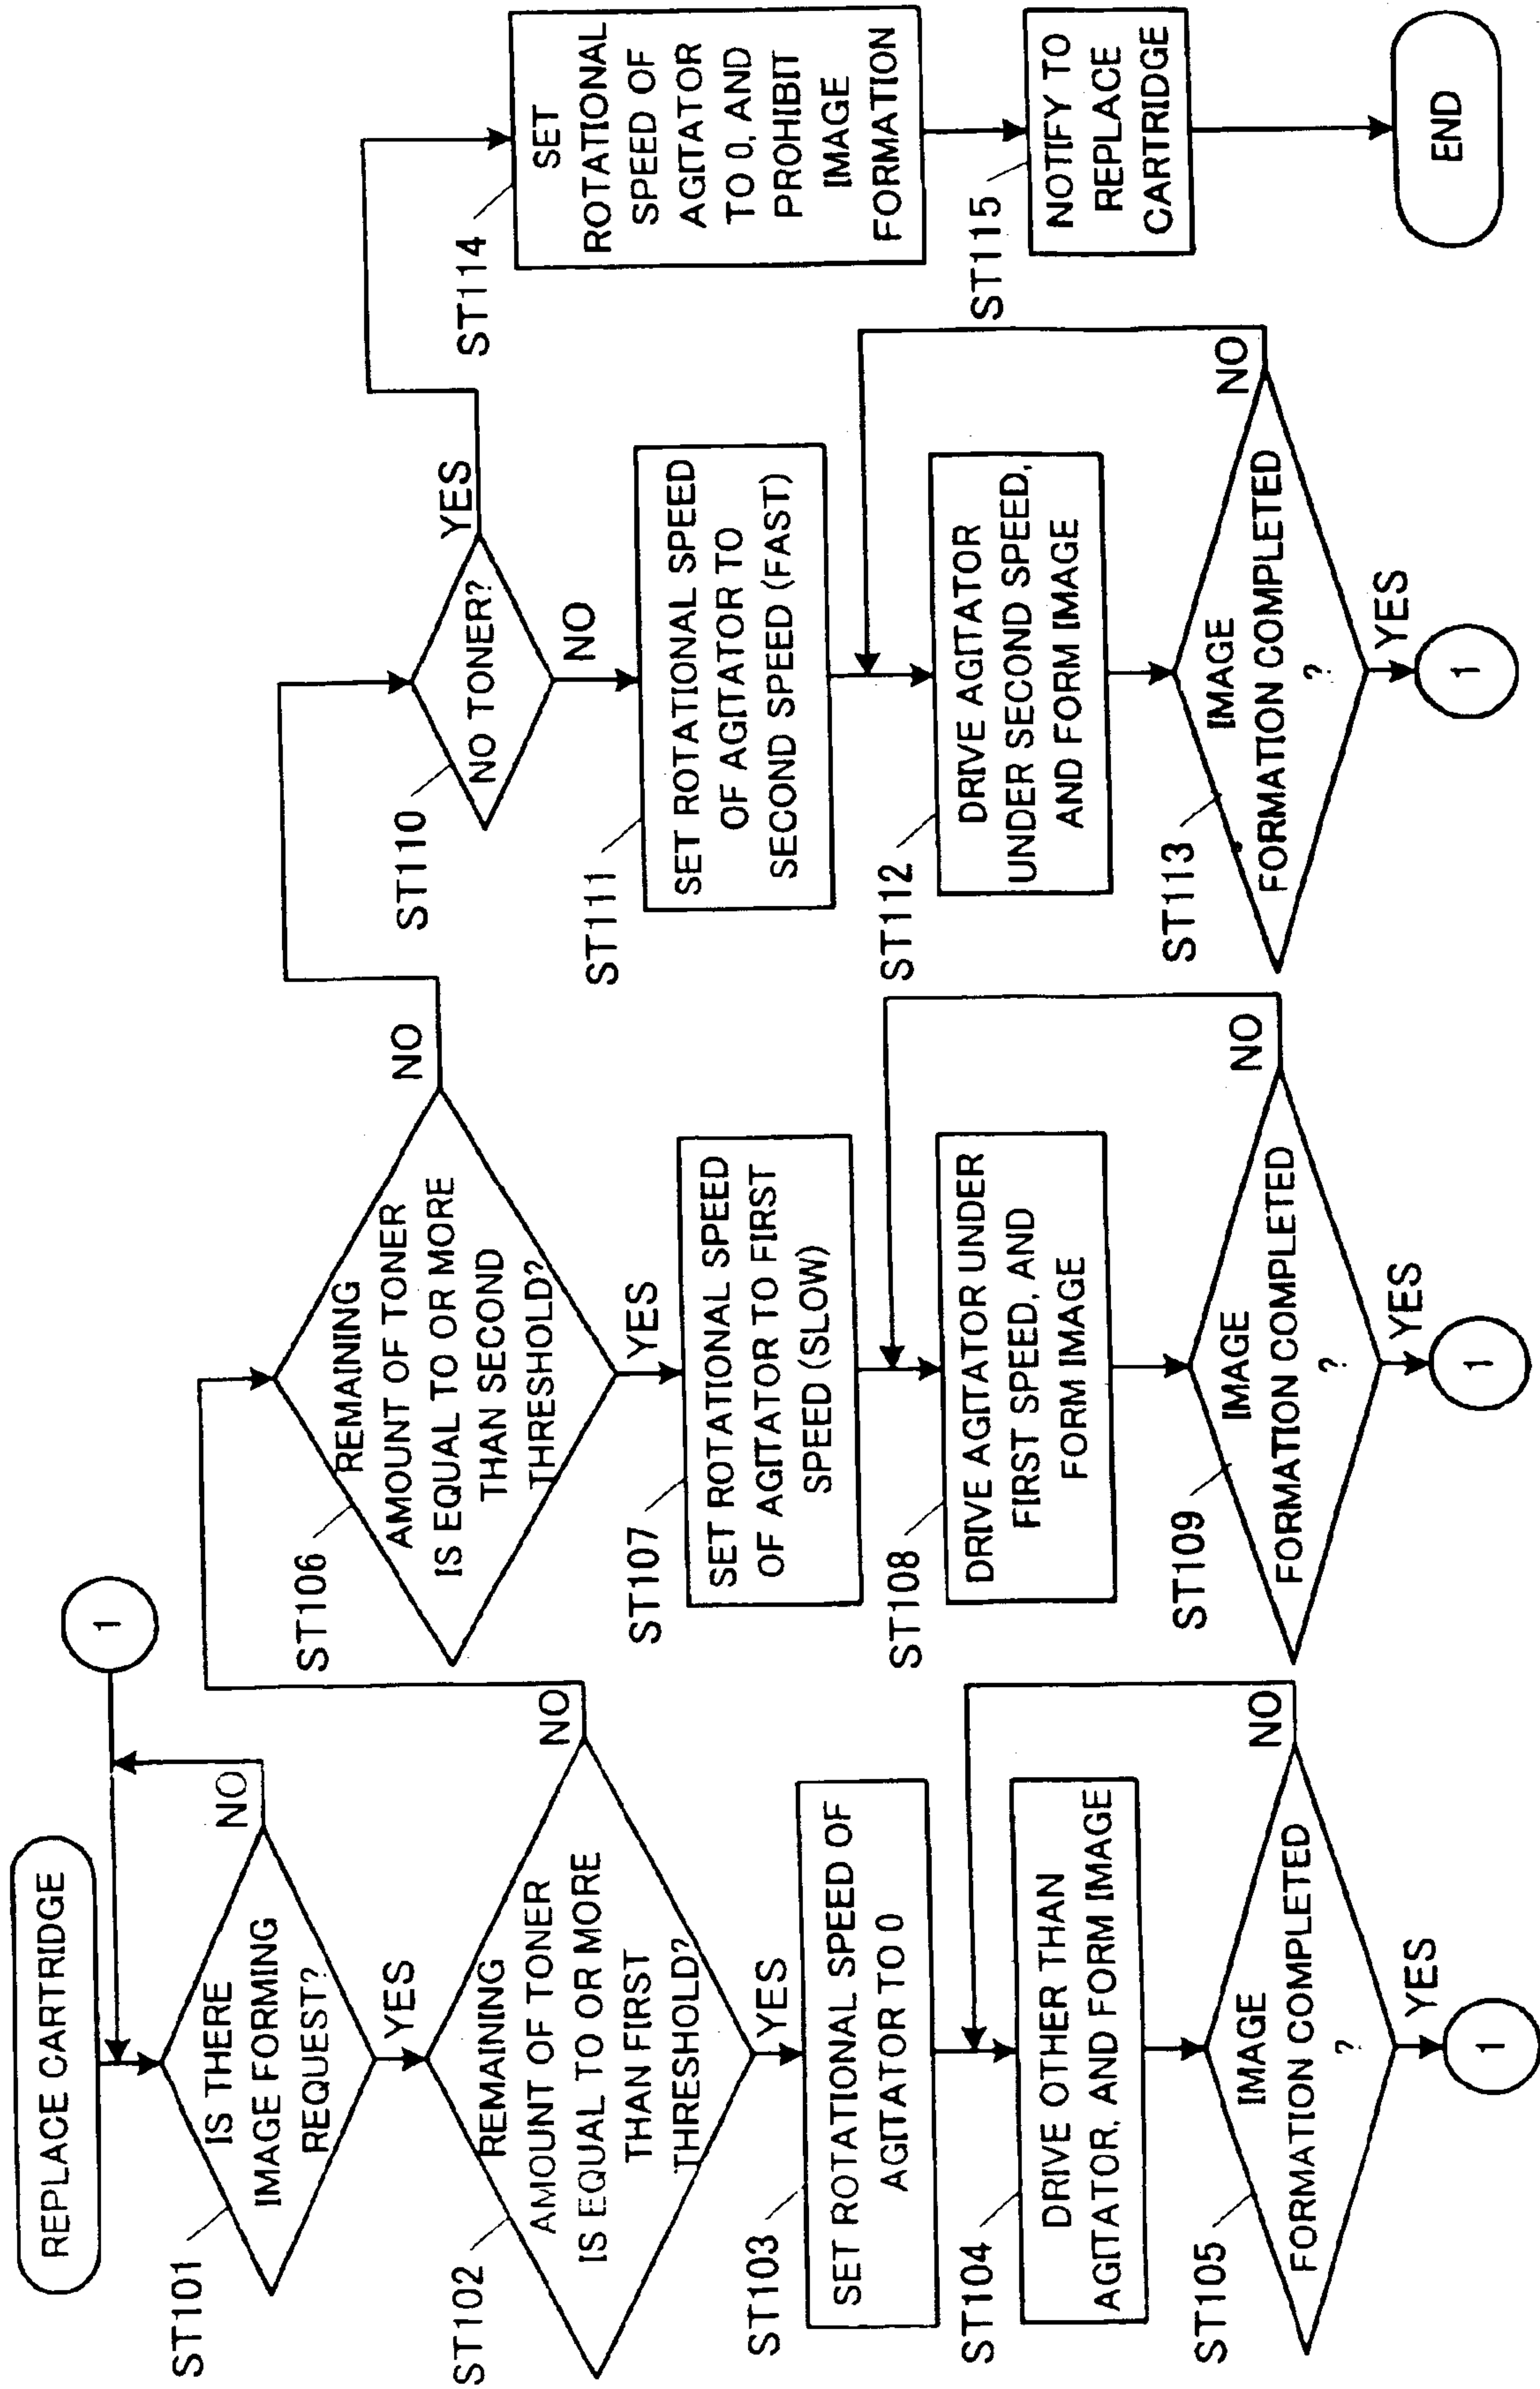 REPLACE CARTRIDGE
1
ST101
IS THERE
IMAGE FORMING
REQUEST?
NO
YES
ST102
REMAINING
AMOUNT OF TONER
IS EQUAL TO OR MORE
THAN FIRST
THRESHOLD?
NO
YES
ST103
SET ROTATIONAL SPEED OF
AGITATOR TO 0
ST104
DRIVE OTHER THAN
AGITATOR, AND FORM IMAGE
ST105
IMAGE
FORMATION COMPLETED
?
NO
YES
1
ST106
REMAINING
AMOUNT OF TONER
IS EQUAL TO OR MORE
THAN SECOND
THRESHOLD?
NO
YES
ST107
SET ROTATIONAL SPEED
OF AGITATOR TO FIRST
SPEED (SLOW)
ST108
DRIVE AGITATOR UNDER
FIRST SPEED, AND
FORM IMAGE
ST109
IMAGE
FORMATION COMPLETED
?
NO
YES
1
ST110
NO TONER?
YES
NO
ST111
SET ROTATIONAL SPEED
OF AGITATOR TO
SECOND SPEED (FAST)
ST112
DRIVE AGITATOR
UNDER SECOND SPEED,
AND FORM IMAGE
ST113
IMAGE
FORMATION COMPLETED
?
NO
YES
1
ST114
SET
ROTATIONAL
SPEED OF
AGITATOR
TO 0, AND
PROHIBIT
IMAGE
FORMATION
ST115
NOTIFY TO
REPLACE
CARTRIDGE
END